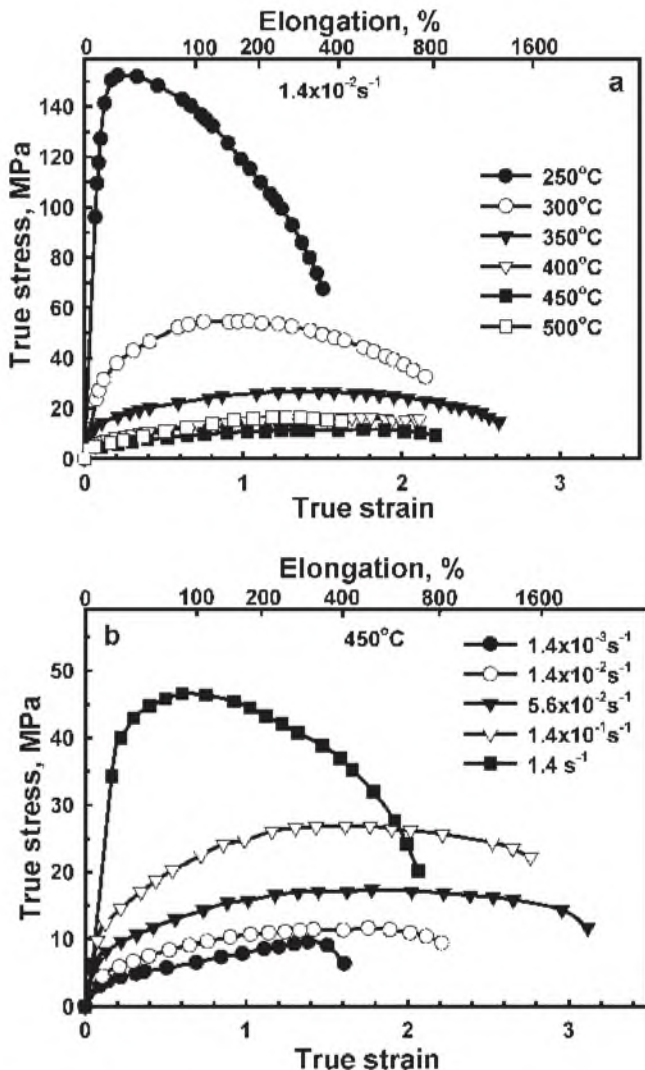 Elongation, %
0 100 200 400 800 1600
1.4x10⁻²s⁻¹
a
True stress, MPa
140
120
100
80
60
40
20
0
250°C
300°C
350°C
400°C
450°C
500°C
0 1 2 3
True strain
Elongation, %
0 100 200 400 800 1600
b
450°C
True stress, MPa
50
40
30
20
10
0
1.4x10⁻³s⁻¹
1.4x10⁻²s⁻¹
5.6x10⁻²s⁻¹
1.4x10⁻¹s⁻¹
1.4 s⁻¹
0 1 2 3
True strain